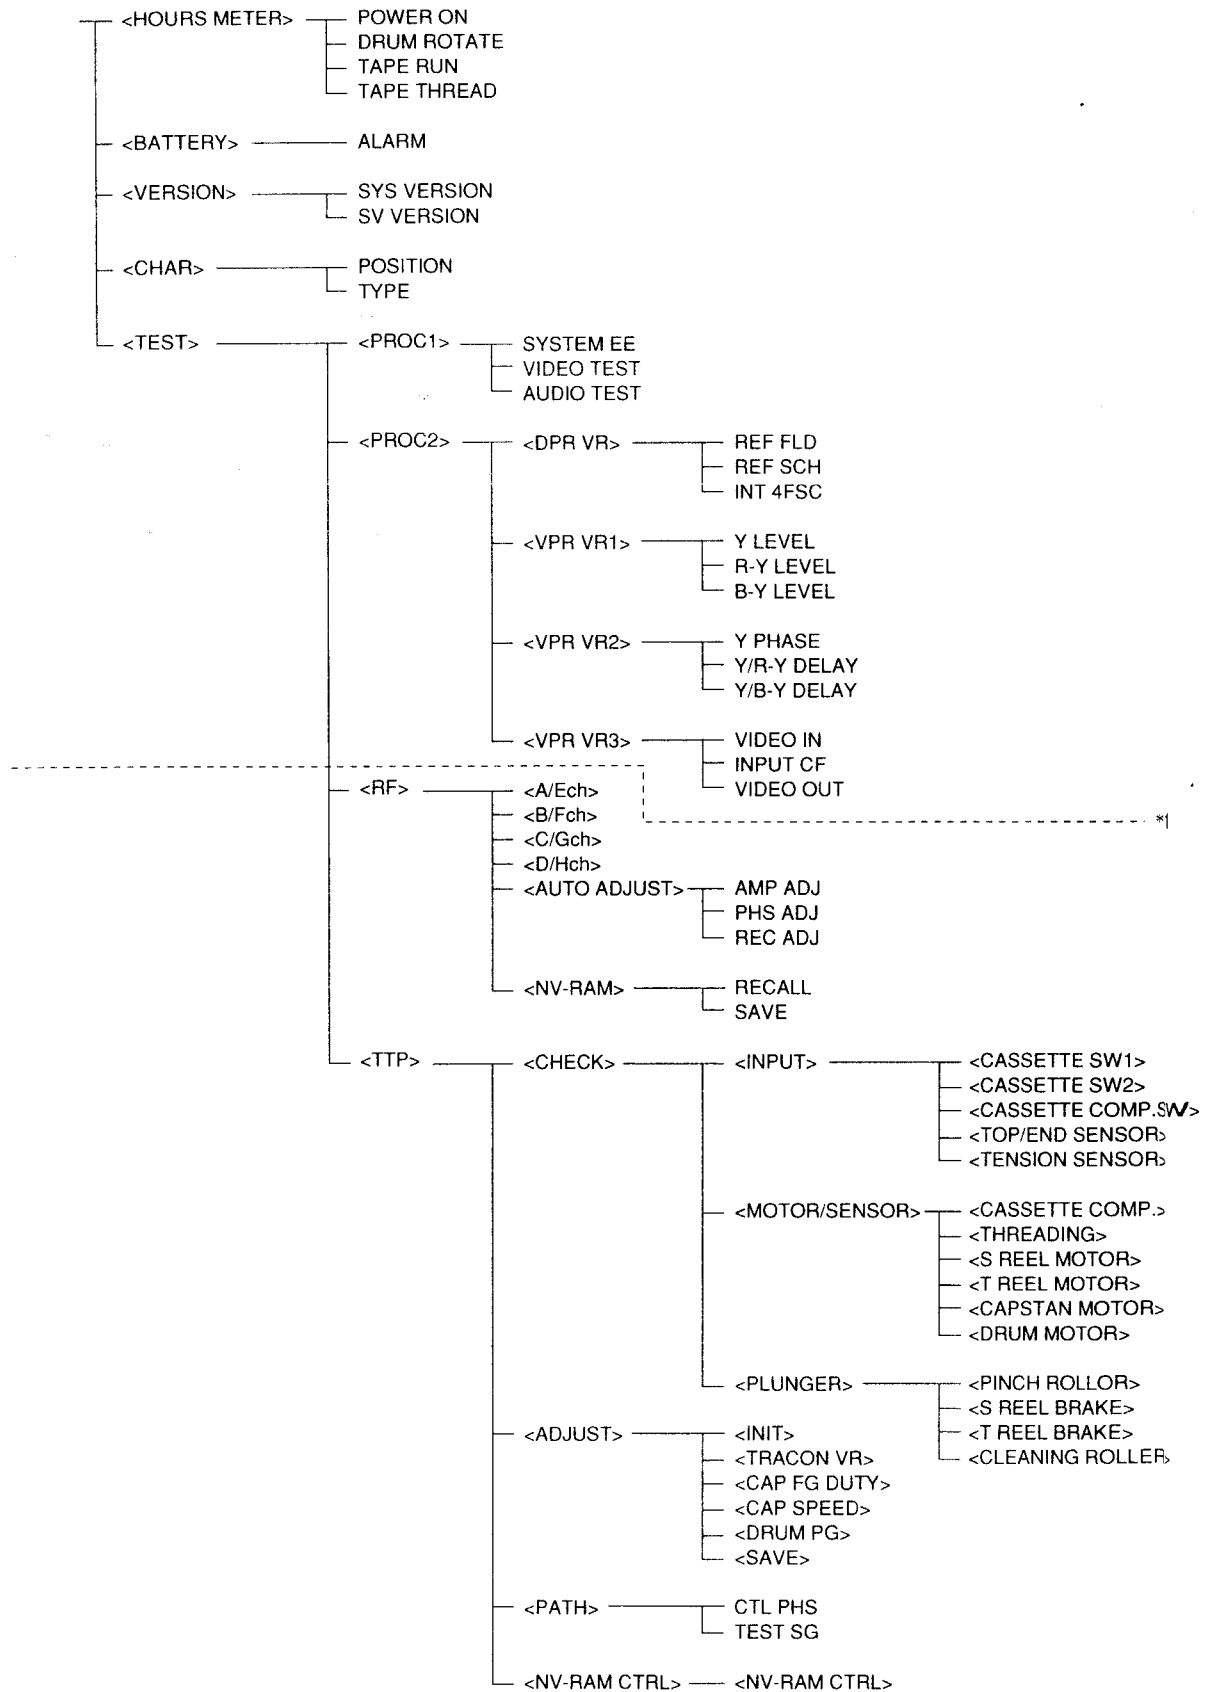 <HOURS METER> POWER ON
DRUM ROTATE
TAPE RUN
TAPE THREAD
<BATTERY> ALARM
<VERSION> SYS VERSION
SV VERSION
<CHAR> POSITION
TYPE
<TEST> <PROC1> SYSTEM EE
VIDEO TEST
AUDIO TEST
<PROC2> <DPR VR> REF FLD
REF SCH
INT 4FSC
<VPR VR1> Y LEVEL
R-Y LEVEL
B-Y LEVEL
<VPR VR2> Y PHASE
Y/R-Y DELAY
Y/B-Y DELAY
<VPR VR3> VIDEO IN
INPUT CF
VIDEO OUT
<RF> <A/Ech>
<B/Fch>
*1
<C/Gch>
<D/Hch>
<AUTO ADJUST> AMP ADJ
PHS ADJ
REC ADJ
<NV-RAM> RECALL
SAVE
<TTP> <CHECK> <INPUT> <CASSETTE SW1>
<CASSETTE SW2>
<CASSETTE COMP.SW>
<TOP/END SENSOR>
<TENSION SENSOR>
<MOTOR/SENSOR> <CASSETTE COMP.>
<THREADING>
<S REEL MOTOR>
<T REEL MOTOR>
<CAPSTAN MOTOR>
<DRUM MOTOR>
<PLUNGER> <PINCH ROLLOR>
<S REEL BRAKE>
<T REEL BRAKE>
<CLEANING ROLLER>
<ADJUST> <INIT>
<TRACON VR>
<CAP FG DUTY>
<CAP SPEED>
<DRUM PG>
<SAVE>
<PATH> CTL PHS
TEST SG
<NV-RAM CTRL> <NV-RAM CTRL>